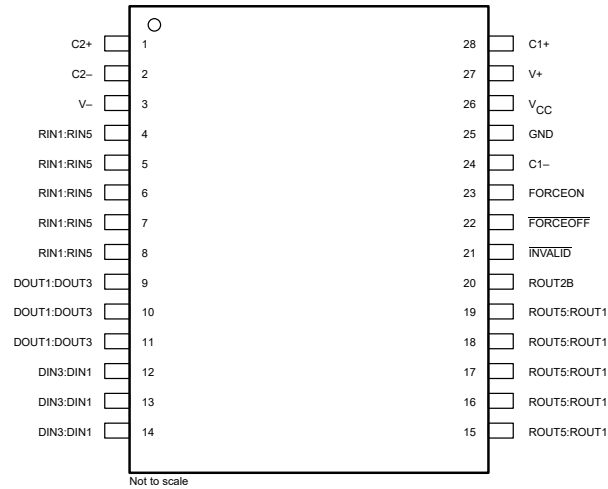 C2+ 1 28 C1+
C2– 2 27 V+
V– 3 26 VCC
RIN1:RIN5 4 25 GND
RIN1:RIN5 5 24 C1–
RIN1:RIN5 6 23 FORCEON
RIN1:RIN5 7 22 FORCEOFF
RIN1:RIN5 8 21 INVALID
DOUT1:DOUT3 9 20 ROUT2B
DOUT1:DOUT3 10 19 ROUT5:ROUT1
DOUT1:DOUT3 11 18 ROUT5:ROUT1
DIN3:DIN1 12 17 ROUT5:ROUT1
DIN3:DIN1 13 16 ROUT5:ROUT1
DIN3:DIN1 14 15 ROUT5:ROUT1
Not to scale